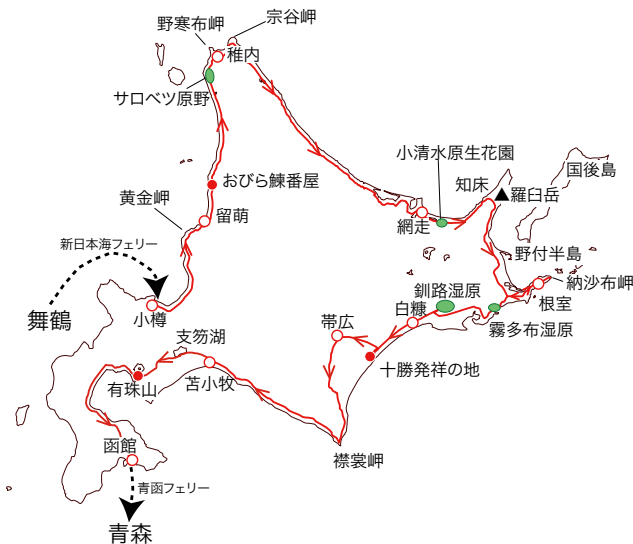 宗谷岬
野寒布岬
稚内
サロベツ原野
小清水原生花園
国後島
知床
羅臼岳
おびら鰊番屋
黄金岬
留萌
網走
新日本海フェリー
野付半島
納沙布岬
釧路湿原
根室
舞鶴
小樽
白糠
霧多布湿原
帯広
支笏湖
十勝発祥の地
有珠山
苫小牧
函館
襟裳岬
青函フェリー
青森